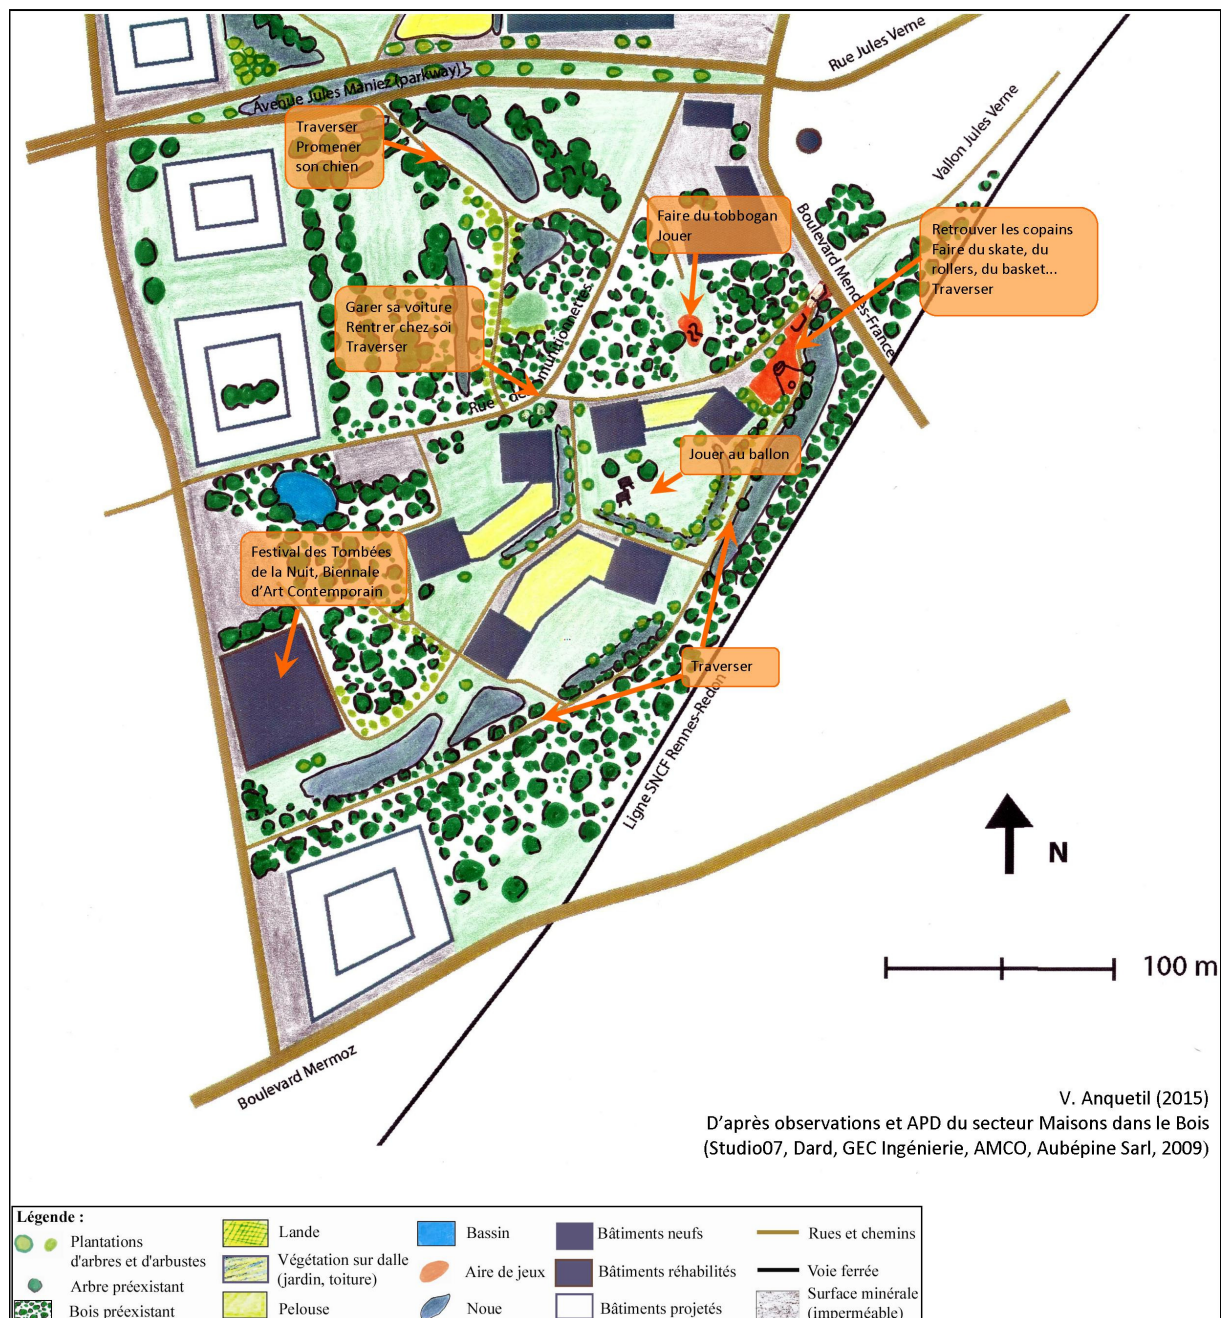 Rue Jules Verne
Avenue Jules Maniez (parkway)
Vallon Jules Verne
Traverser
Promener
son chien
Faire du tobbogan
Jouer
Boulevard Mendès-France
Retrouver les copains
Faire du skate, du
rollers, du basket...
Traverser
Garer sa voiture
Rentrer chez soi
Traverser
Rue des munitionnettes
Jouer au ballon
Festival des Tombées
de la Nuit, Biennale
d'Art Contemporain
...
Traverser
Ligne SNCF Rennes-Redon
N
100 m
Boulevard Mermoz
V. Anquetil (2015)
D'après observations et APD du secteur Maisons dans le Bois
(Studio07, Dard, GEC Ingénierie, AMCO, Aubépine Sarl, 2009)
Légende :
Plantations
d'arbres et d'arbustes
Arbre préexistant
Bois préexistant
Lande
Végétation sur dalle
(jardin, toiture)
Pelouse
Bassin
Aire de jeux
Noue
Bâtiments neufs
Bâtiments réhabilités
Bâtiments projetés
Rues et chemins
Voie ferrée
Surface minérale
(imperméable)